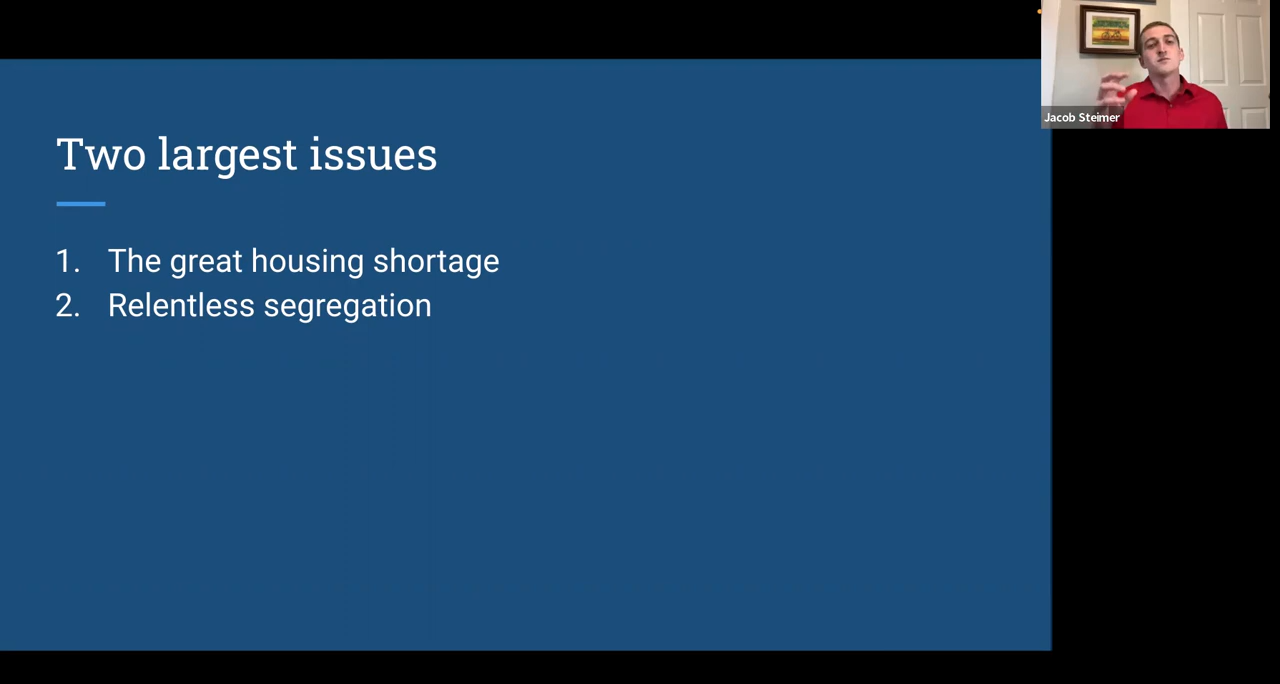 Two largest issues
1. The great housing shortage
2. Relentless segregation
Jacob Steimer